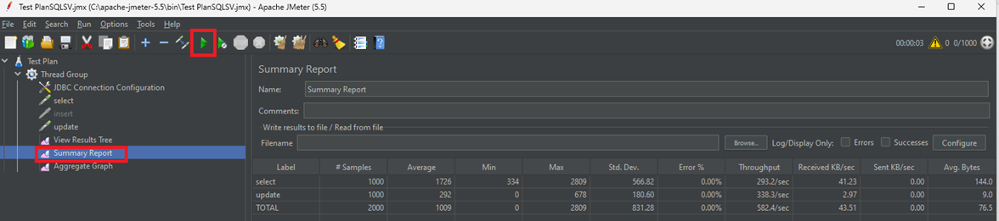 Test PlanSQLSV.jmx (C:\apache-jmeter-5.5\bin\Test PlanSQLSV.jmx) - Apache JMeter (5.5)
File Edit Search Run Options Tools Help
00:00:03 0 0/1000
Test Plan
Thread Group
JDBC Connection Configuration
select
insert
update
View Results Tree
Summary Report
Aggregate Graph
Summary Report
Name: Summary Report
Comments:
Write results to file / Read from file
Filename Browse... Log/Display Only: Errors Successes Configure
Label # Samples Average Min Max Std. Dev. Error % Throughput Received KB/sec Sent KB/sec Avg. Bytes
select 1000 1726 334 2809 566.82 0.00% 293.2/sec 41.23 0.00 144.0
update 1000 292 0 678 180.60 0.00% 338.3/sec 2.97 0.00 9.0
TOTAL 2000 1009 0 2809 831.28 0.00% 582.4/sec 43.51 0.00 76.5